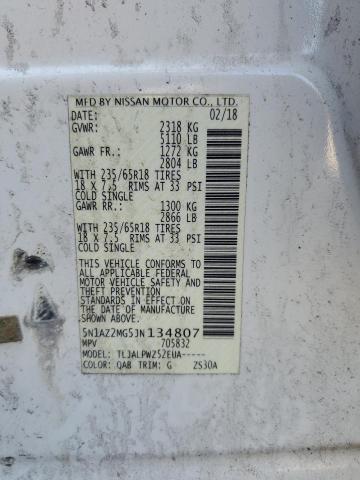 MFD BY NISSAN MOTOR CO., LTD.
DATE: 02/18
GVWR: 2318 KG
5110 LB
GAWR FR.: 1272 KG
2804 LB
WITH 235/65R18 TIRES
18 X 7.5 RIMS AT 33 PSI
COLD SINGLE
GAWR RR.: 1300 KG
2866 LB
WITH 235/65R18 TIRES
18 X 7.5 RIMS AT 33 PSI
COLD SINGLE
THIS VEHICLE CONFORMS TO
ALL APPLICABLE FEDERAL
MOTOR VEHICLE SAFETY
STANDARDS IN EFFECT ON
THE DATE OF MANUFACTURE
SHOWN ABOVE.
5N1AZ2MG5JN134807
MPV 705832
MODEL: TLJALPWZ52EUA-----
COLOR: QAB TRIM: G ZS30A